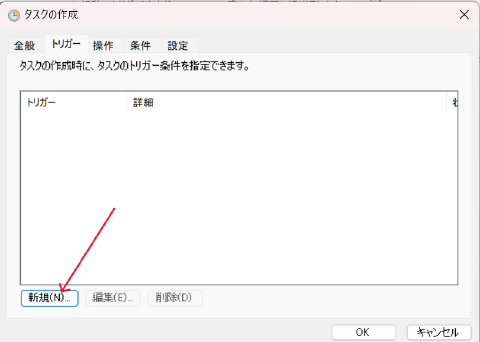 タスクの作成
全般 トリガー 操作 条件 設定
タスクの作成時に、タスクのトリガー条件を指定できます。
トリガー 詳細
新規(N)... 編集(E)... 削除(D)
OK キャンセル